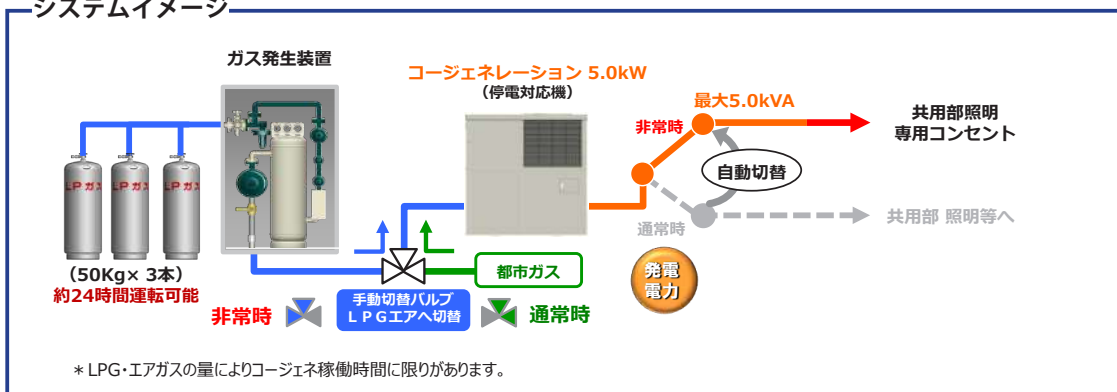 システムイメージ
ガス発生装置
コージェネレーション 5.0kW
（停電対応機）
最大5.0kVA
非常時
共用部照明
専用コンセント
自動切替
LPガス
LPガス
LPガス
通常時
共用部 照明等へ
（50Kg× 3本）
約24時間運転可能
都市ガス
発電
電力
非常時
手動切替バルブ
ＬＰＧエアへ切替
通常時
＊LPG・エアガスの量によりコージェネ稼働時間に限りがあります。